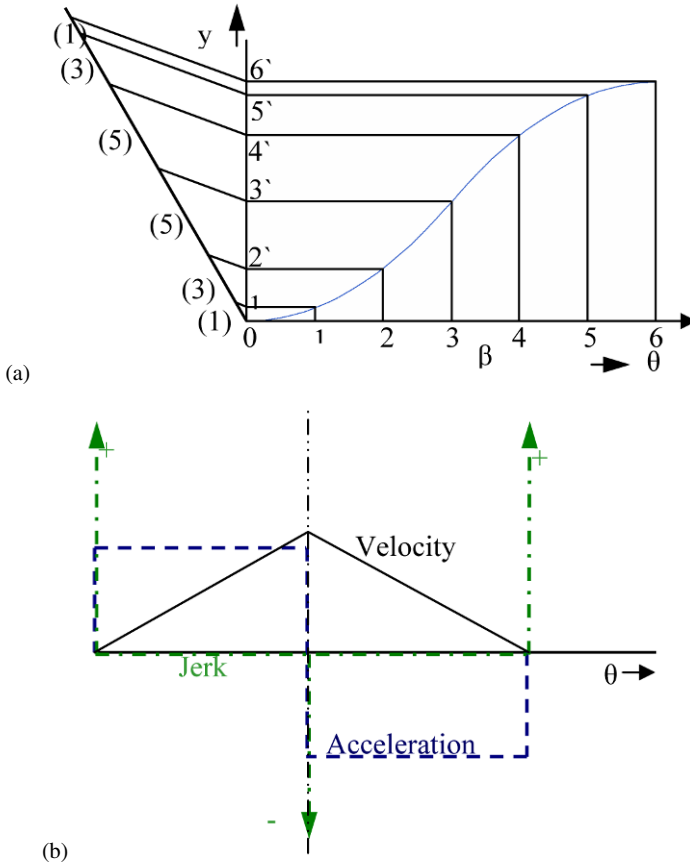 y
(1)
(3)
(5)
(5)
(3)
(1)
6`
5`
4`
3`
2`
1
0 1 2 3 4 5 6
β
θ
(a)
+
+
Velocity
Jerk
θ
Acceleration
-
(b)